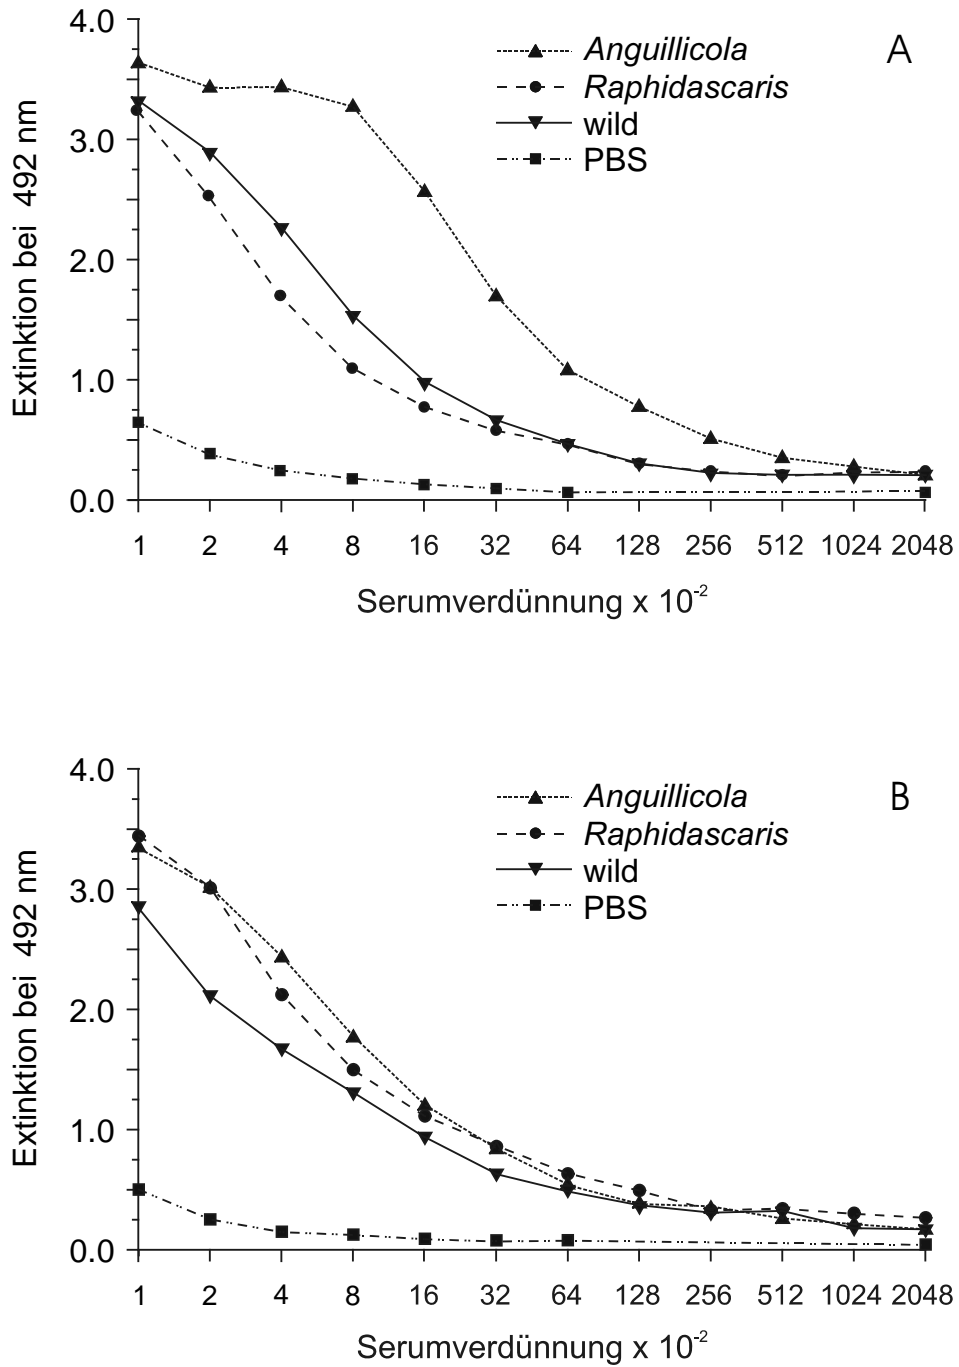 4.0
3.0
2.0
1.0
0.0
Extinktion bei 492 nm
Anguillicola
Raphidascaris
wild
PBS
A
1 2 4 8 16 32 64 128 256 512 1024 2048
Serumverdünnung x 10⁻²
4.0
3.0
2.0
1.0
0.0
Extinktion bei 492 nm
Anguillicola
Raphidascaris
wild
PBS
B
1 2 4 8 16 32 64 128 256 512 1024 2048
Serumverdünnung x 10⁻²